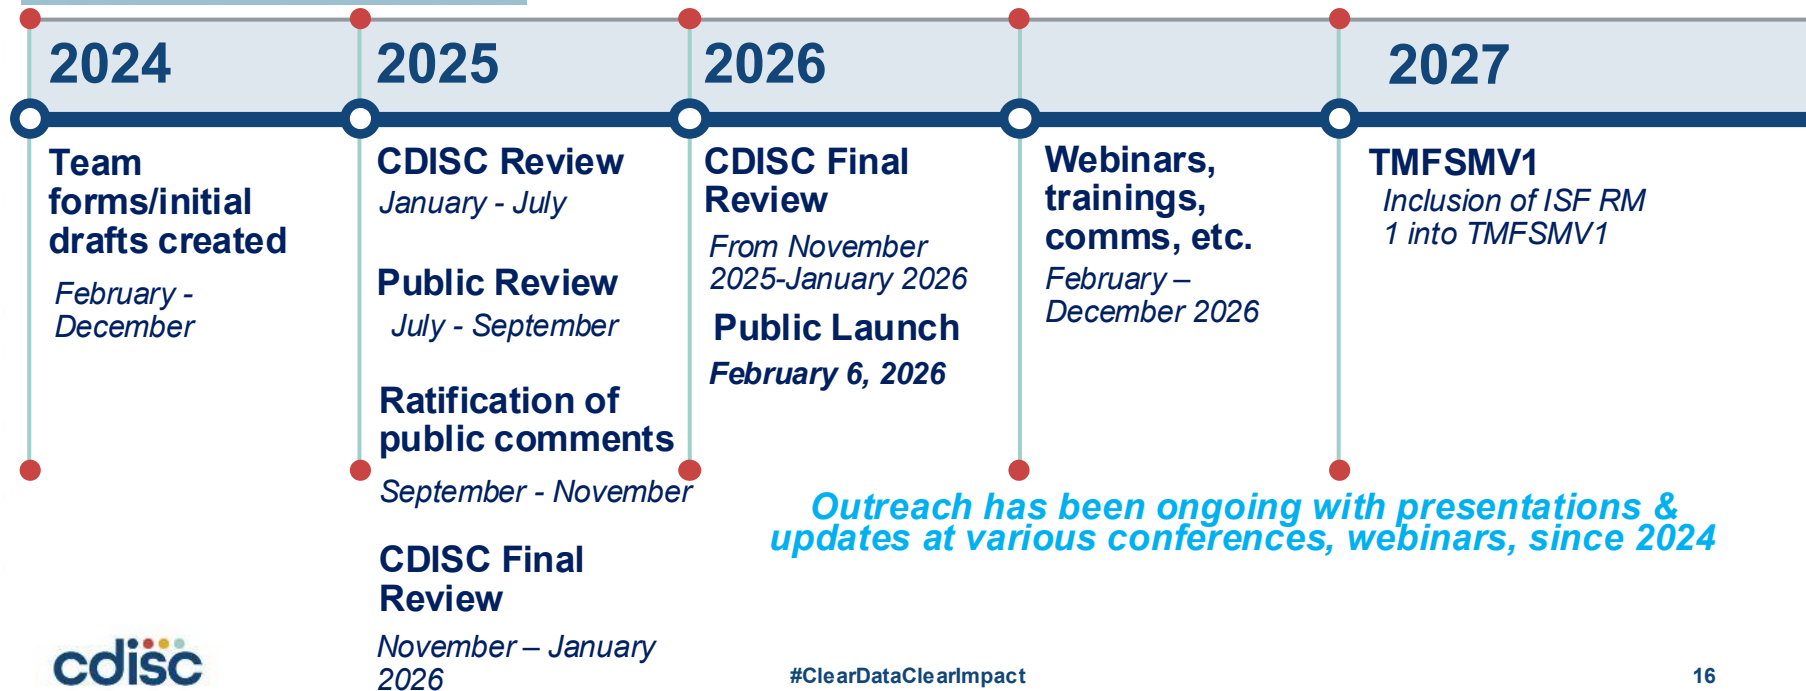 2024
Team
forms/initial
drafts created
February -
December
2025
CDISC Review
January - July
Public Review
July - September
Ratification of
public comments
September - November
CDISC Final
Review
November – January
2026
2026
CDISC Final
Review
From November
2025-January 2026
Public Launch
February 6, 2026
Webinars,
trainings,
comms, etc.
February –
December 2026
2027
TMFSMV1
Inclusion of ISF RM
1 into TMFSMV1
Outreach has been ongoing with presentations &
updates at various conferences, webinars, since 2024
cdisc
#ClearDataClearImpact
16